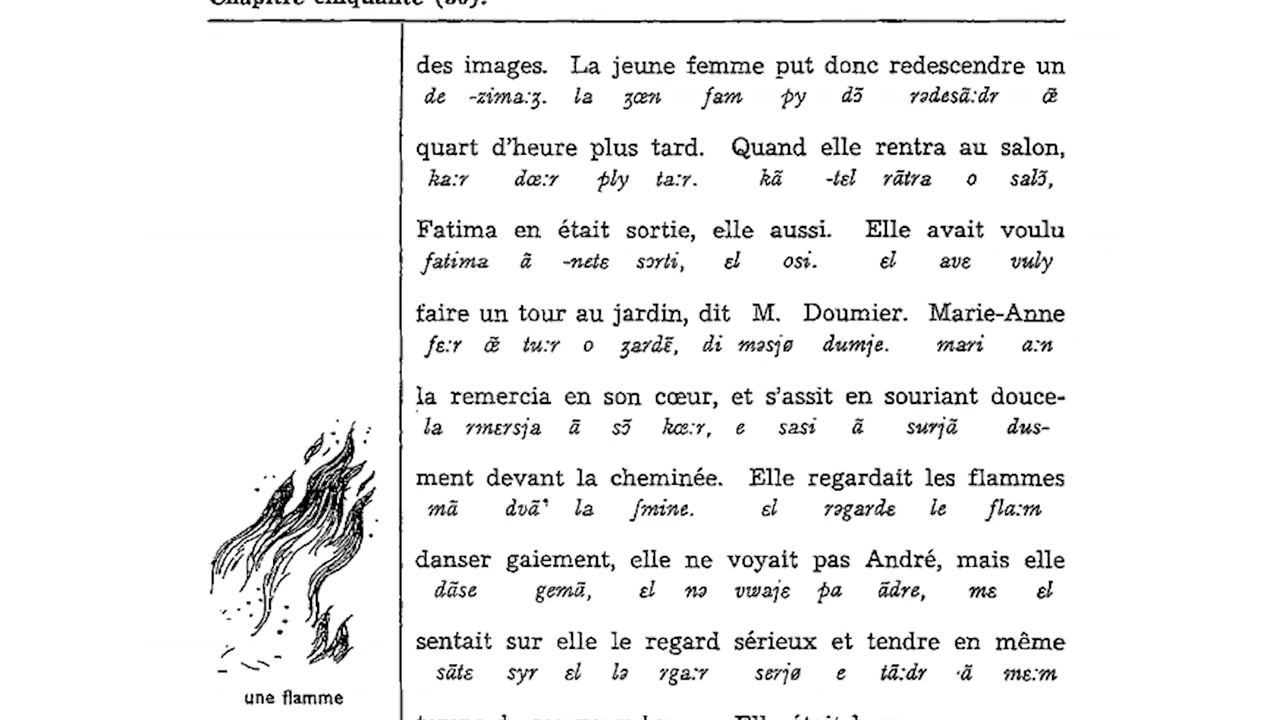 Chapitre cinquante (50).
des images. La jeune femme put donc redescendre un
de -zima:ʒ. la ʒœn fam py dɔ̃ rədesɑ̃:dr œ̃
quart d'heure plus tard. Quand elle rentra au salon,
ka:r dœ:r ply ta:r. kɑ̃ -tɛl rɑ̃tra o salɔ̃,
Fatima en était sortie, elle aussi. Elle avait voulu
fatima ɑ̃ -netɛ sɔrti, ɛl osi. ɛl avɛ vuly
faire un tour au jardin, dit M. Doumier. Marie-Anne
fɛ:r œ̃ tu:r o ʒardɛ̃, di məsjø dumje. mari a:n
la remercia en son cœur, et s'assit en souriant douce-
la rmɛrsja ɑ̃ sɔ̃ kœ:r, e sasi ɑ̃ surjɑ̃ dus-
ment devant la cheminée. Elle regardait les flammes
mɑ̃ dvɑ̃ la ʃmine. ɛl rəgardɛ le fla:m
danser gaiement, elle ne voyait pas André, mais elle
dɑ̃se gemɑ̃, ɛl nə vwajɛ pa ɑ̃dre, mɛ ɛl
sentait sur elle le regard sérieux et tendre en même
sɑ̃tɛ syr ɛl lə rga:r serjø e tɑ̃:dr ɑ̃ mɛ:m
une flamme